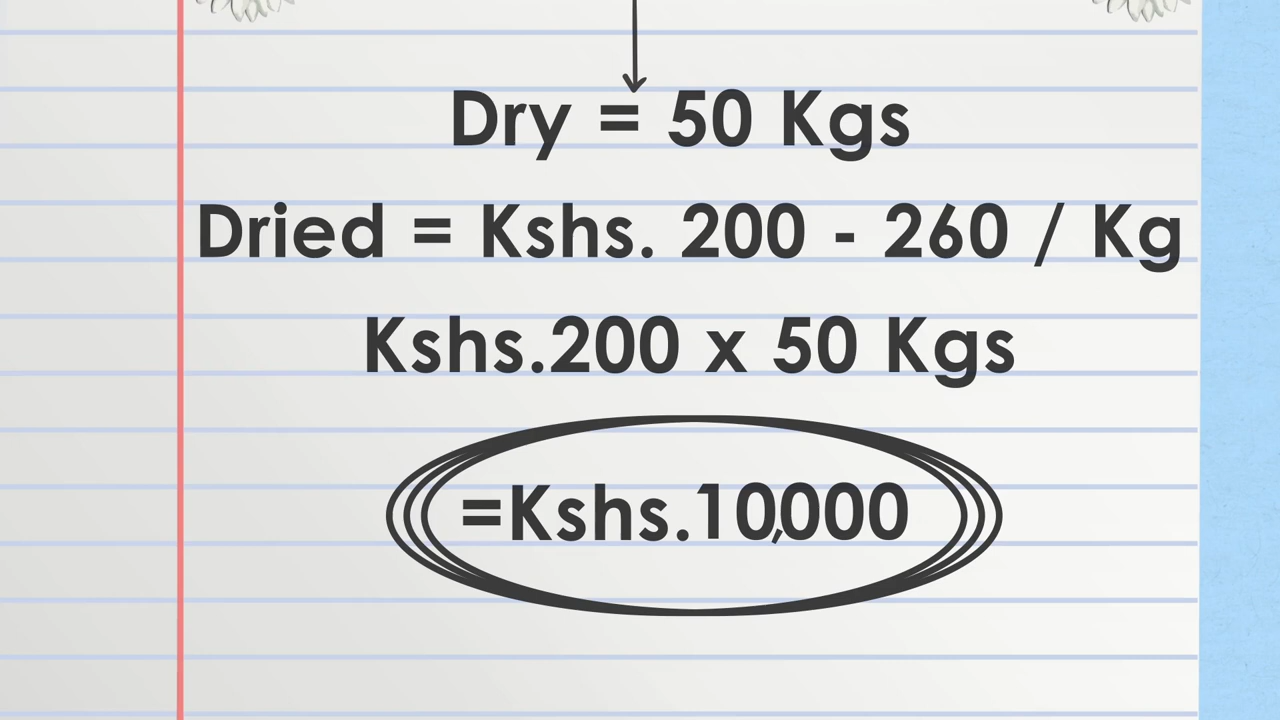 Dry = 50 Kgs
Dried = Kshs. 200 - 260 / Kg
Kshs.200 x 50 Kgs
=Kshs.10,000